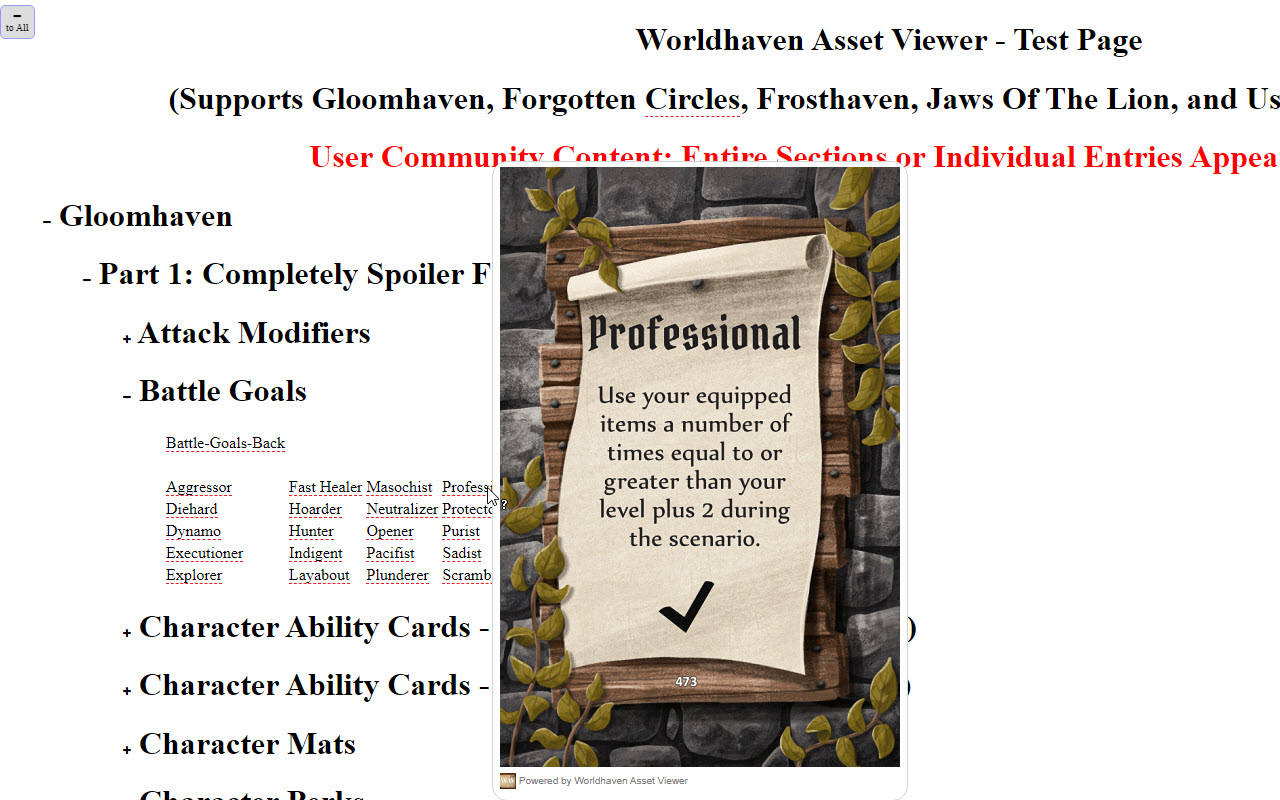 –
to All
Worldhaven Asset Viewer - Test Page
(Supports Gloomhaven, Forgotten Circles, Frosthaven, Jaws Of The Lion, and Us
User Community Content: Entire Sections or Individual Entries Appea
- Gloomhaven
- Part 1: Completely Spoiler F
+ Attack Modifiers
- Battle Goals
Battle-Goals-Back
Aggressor Fast Healer Masochist Profess
Diehard Hoarder Neutralizer Protecto
Dynamo Hunter Opener Purist
Executioner Indigent Pacifist Sadist
Explorer Layabout Plunderer Scramb
+ Character Ability Cards - )
+ Character Ability Cards - )
+ Character Mats
Character Perks
Professional
Use your equipped
items a number of
times equal to or
greater than your
level plus 2 during
the scenario.
473
Powered by Worldhaven Asset Viewer